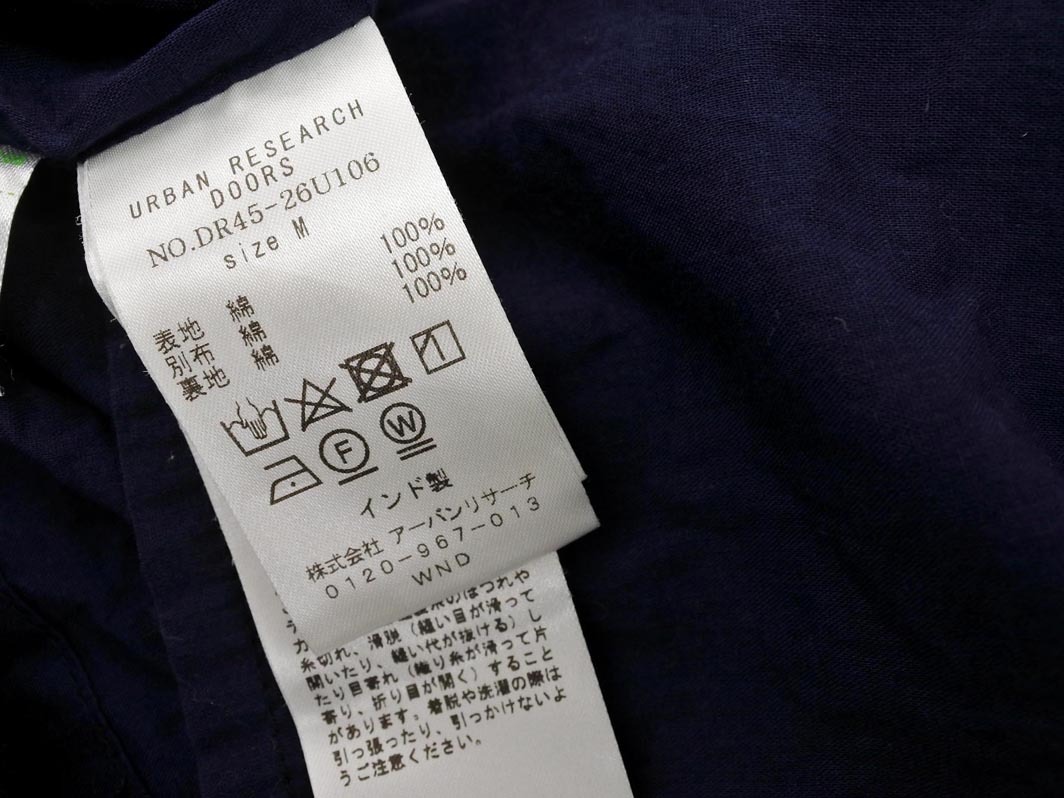 URBAN RESEARCH
DOORS
NO.DR45-26U106
size M
表地 綿 100%
別布 綿 100%
裏地 綿 100%
F W
インド製
株式会社 アーバンリサーチ
0120-967-013
WND
糸のほつれや
糸切れ、滑脱（縫い目が滑って
開いたり、縫い代が抜ける）し
たり目寄れ（織り糸が滑って片
寄り、折り目が開く）すること
があります。着脱や洗濯の際は
引っ張ったり、引っかけないよ
うご注意ください。